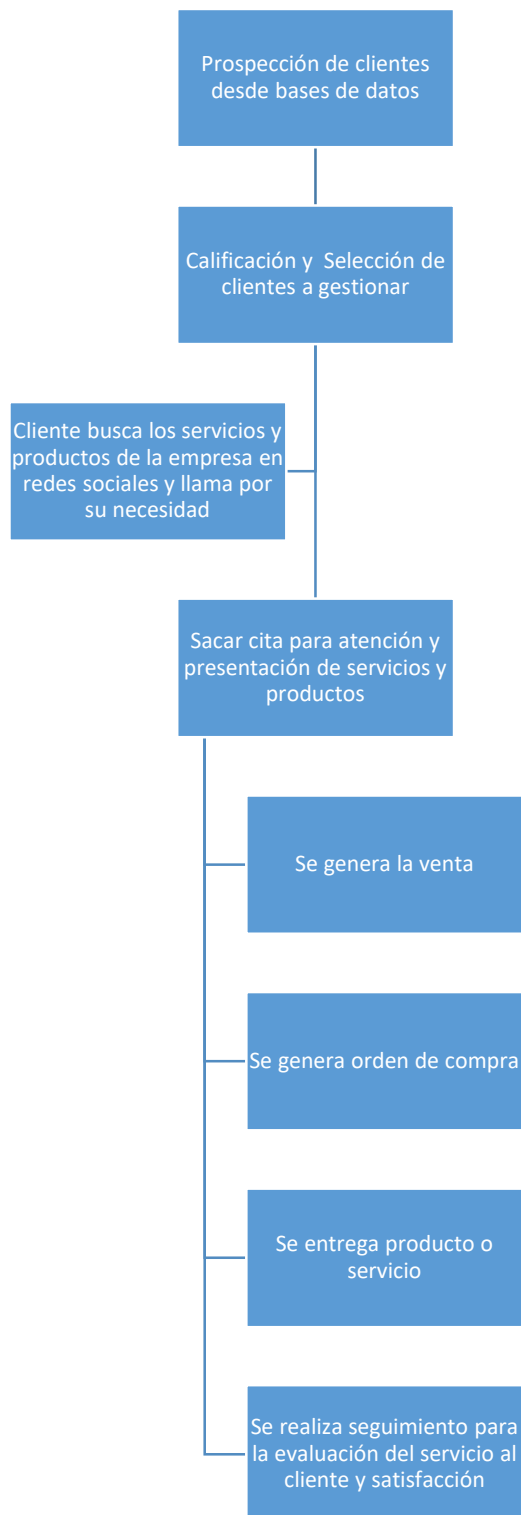 Prospección de clientes
desde bases de datos
Calificación y  Selección de
clientes a gestionar
Cliente busca los servicios y
productos de la empresa en
redes sociales y llama por
su necesidad
Sacar cita para atención y
presentación de servicios y
productos
Se genera la venta
Se genera orden de compra
Se entrega producto o
servicio
Se realiza seguimiento para
la evaluación del servicio al
cliente y satisfacción